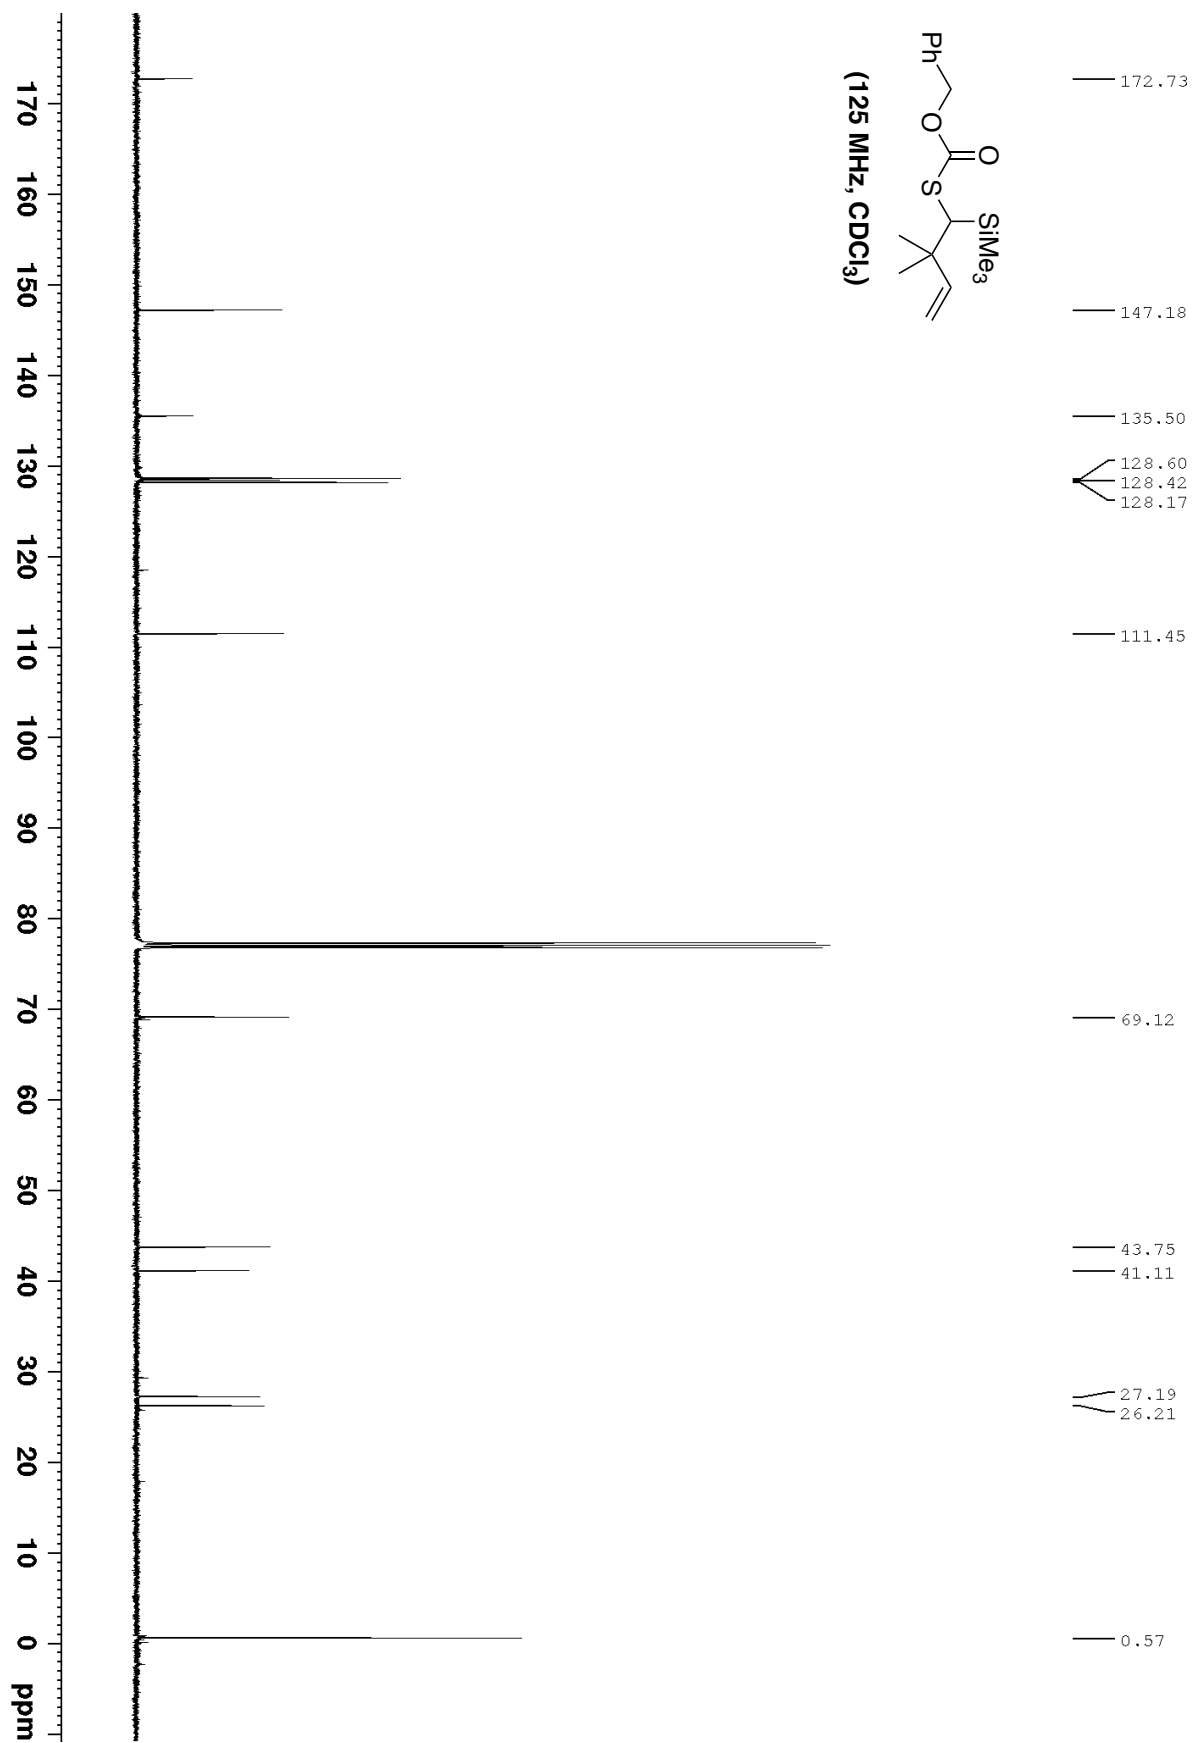 172.73
147.18
135.50
128.60
128.42
128.17
111.45
69.12
43.75
41.11
27.19
26.21
0.57
Ph
O
O
S
SiMe₃
(125 MHz, CDCl₃)
170 160 150 140 130 120 110 100 90 80 70 60 50 40 30 20 10 0 ppm